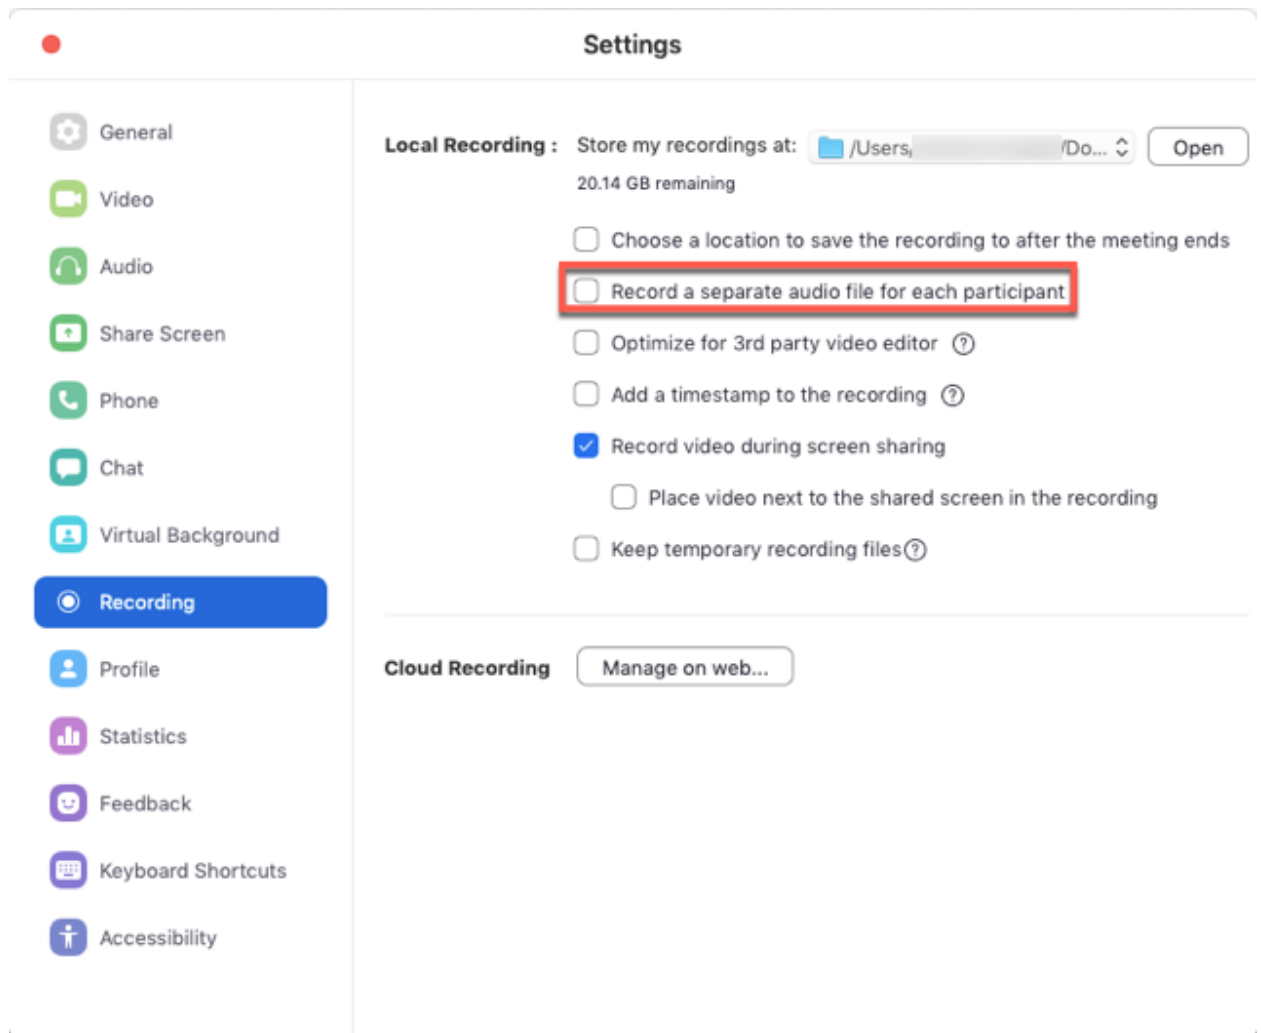 Settings
General
Video
Audio
Share Screen
Phone
Chat
Virtual Background
Recording
Profile
Statistics
Feedback
Keyboard Shortcuts
Accessibility
Local Recording : Store my recordings at: /Users/ /Do... Open
20.14 GB remaining
Choose a location to save the recording to after the meeting ends
Record a separate audio file for each participant
Optimize for 3rd party video editor ?
Add a timestamp to the recording ?
Record video during screen sharing
Place video next to the shared screen in the recording
Keep temporary recording files ?
Cloud Recording Manage on web...